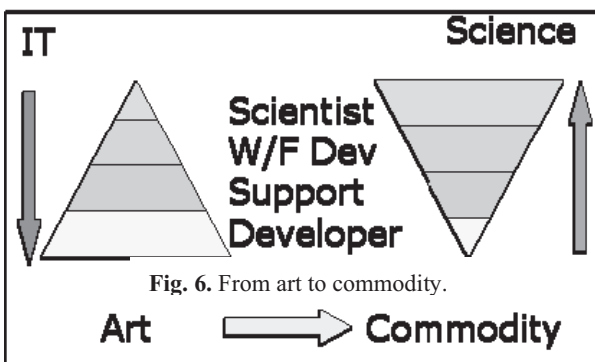 IT
Science
Scientist
W/F Dev
Support
Developer
Fig. 6. From art to commodity.
Art
Commodity